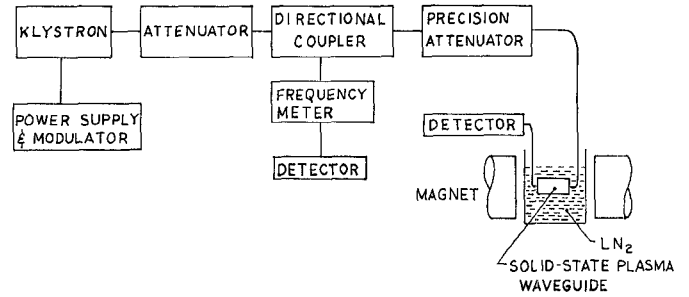 KLYSTRON
ATTENUATOR
DIRECTIONAL
COUPLER
PRECISION
ATTENUATOR
POWER SUPPLY
& MODULATOR
FREQUENCY
METER
DETECTOR
DETECTOR
MAGNET
LN₂
SOLID-STATE PLASMA
WAVEGUIDE